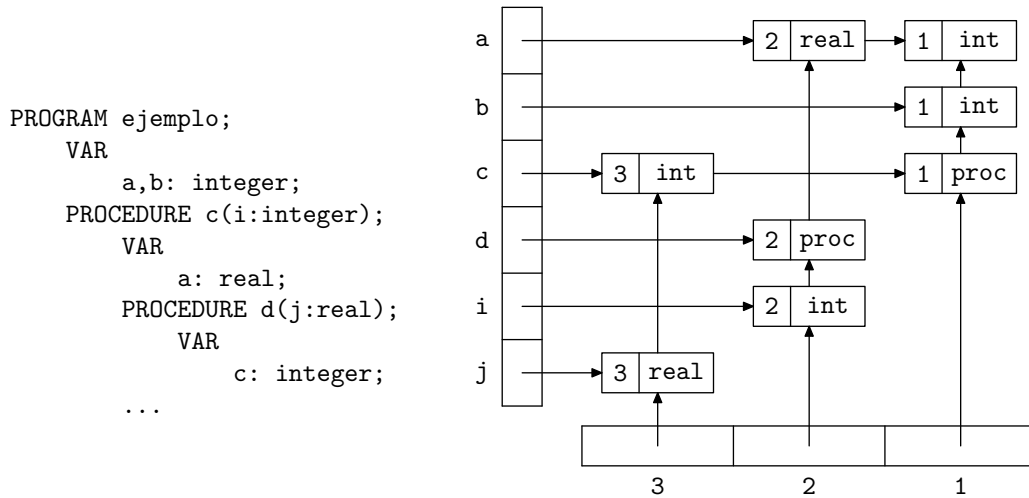 PROGRAM ejemplo;
VAR
a,b: integer;
PROCEDURE c(i:integer);
VAR
a: real;
PROCEDURE d(j:real);
VAR
c: integer;
...
a 2 real 1 int
b 1 int
c 3 int 1 proc
d 2 proc
i 2 int
j 3 real
3 2 1